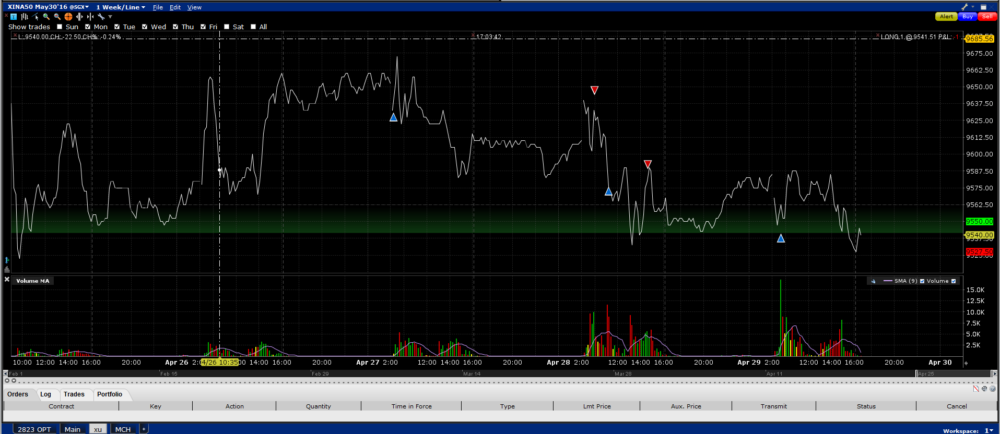 XINA50 May30'16 @SGX 1 Week/Line File Edit View
Alert Buy Sell
Show trades Sun Mon Tue Wed Thu Fri Sat All
L: 9540.00 CH: -22.50 CH%: -0.24% 17:03:42 LONG 1 @ 9541.51 P&L: -1
9685.56
9675.00
9662.50
9650.00
9637.50
9625.00
9612.50
9600.00
9587.50
9575.00
9562.50
9550.00
9540.00
9537.50
9527.50
9525.00
Volume MA SMA (9) Volume
15.0K
12.5K
10.0K
7.5K
5.0K
2.5K
10:00 12:00 14:00 16:00 20:00 Apr 26 2:0 4/26 10:35 00 14:00 16:00 20:00 Apr 27 2:00 12:00 14:00 16:00 20:00 Apr 28 2:00 12:00 14:00 16:00 20:00 Apr 29 2:00 12:00 14:00 16:00 20:00 Apr 30
Feb 1 Feb 15 Feb 29 Mar 14 Mar 28 Apr 11 Apr 25
Orders Log Trades Portfolio
Contract Key Action Quantity Time in Force Type Lmt Price Aux. Price Transmit Status Cancel
2823 OPT Main xu MCH +
Workspace: 1